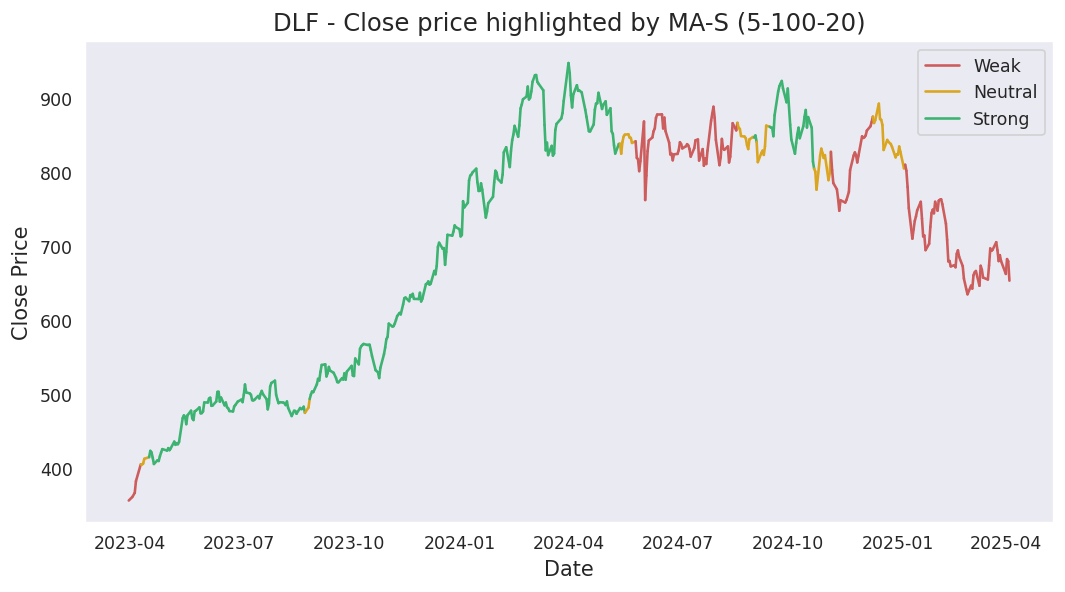 DLF - Close price highlighted by MA-S (5-100-20)
Weak
Neutral
Strong
Close Price
900
800
700
600
500
400
2023-04 2023-07 2023-10 2024-01 2024-04 2024-07 2024-10 2025-01 2025-04
Date